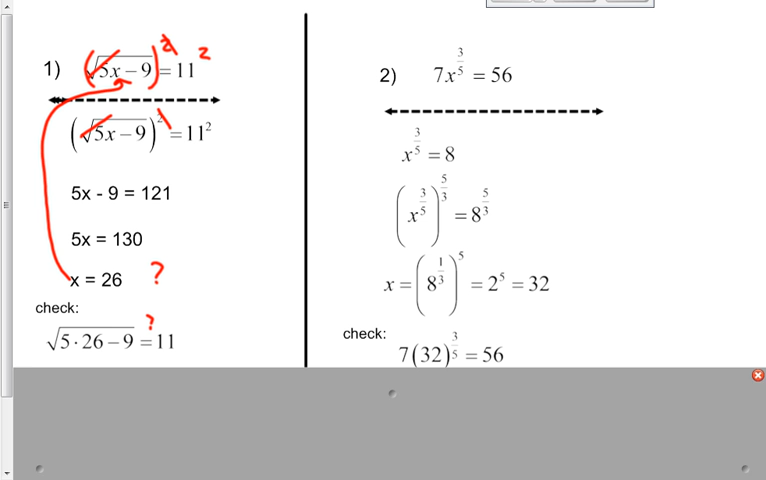 1) (√(5x − 9))² = 11²
(√(5x − 9))² = 11²
5x - 9 = 121
5x = 130
x = 26 ?
check:
√(5 · 26 − 9) ?= 11
2) 7x^(3/5) = 56
x^(3/5) = 8
(x^(3/5))^(5/3) = 8^(5/3)
x = (8^(1/3))^5 = 2^5 = 32
check:
7(32)^(3/5) = 56